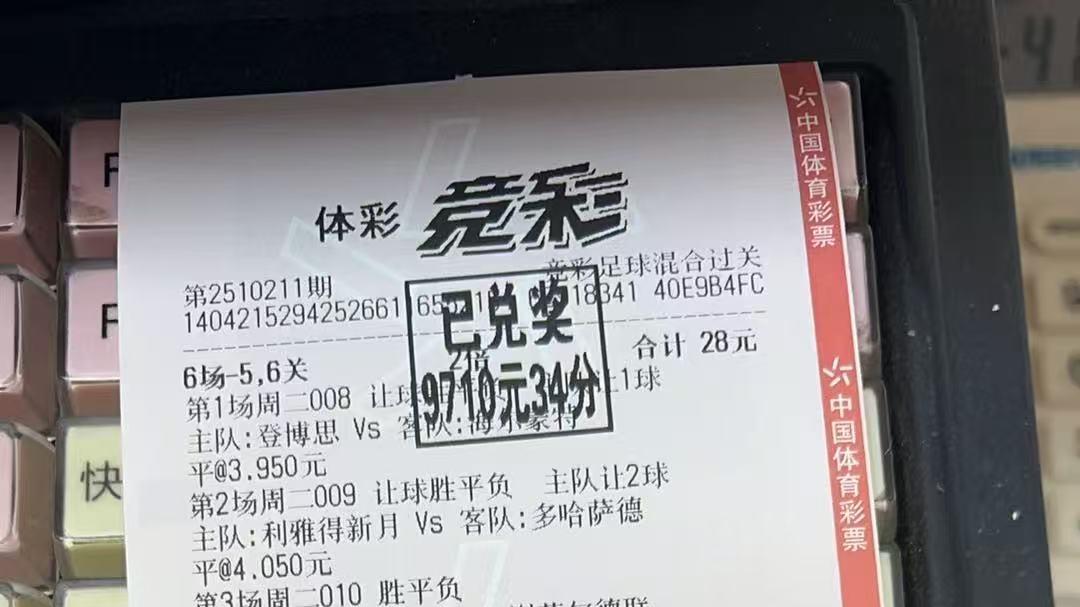 体彩 竞彩
竞彩足球混合过关
第2510211期
1404215294252661 18341 40E9B4FC
已兑奖
9710元34分
6场-5,6关 2倍 合计 28元
第1场周二008 让球 让1球
主队:登博思 Vs 客队:海尔蒙特
平@3.950元
第2场周二009 让球胜平负 主队让2球
主队:利雅得新月 Vs 客队:多哈萨德
平@4.050元
第3场周二010 胜平负
中国体育彩票
中国体育彩票
快